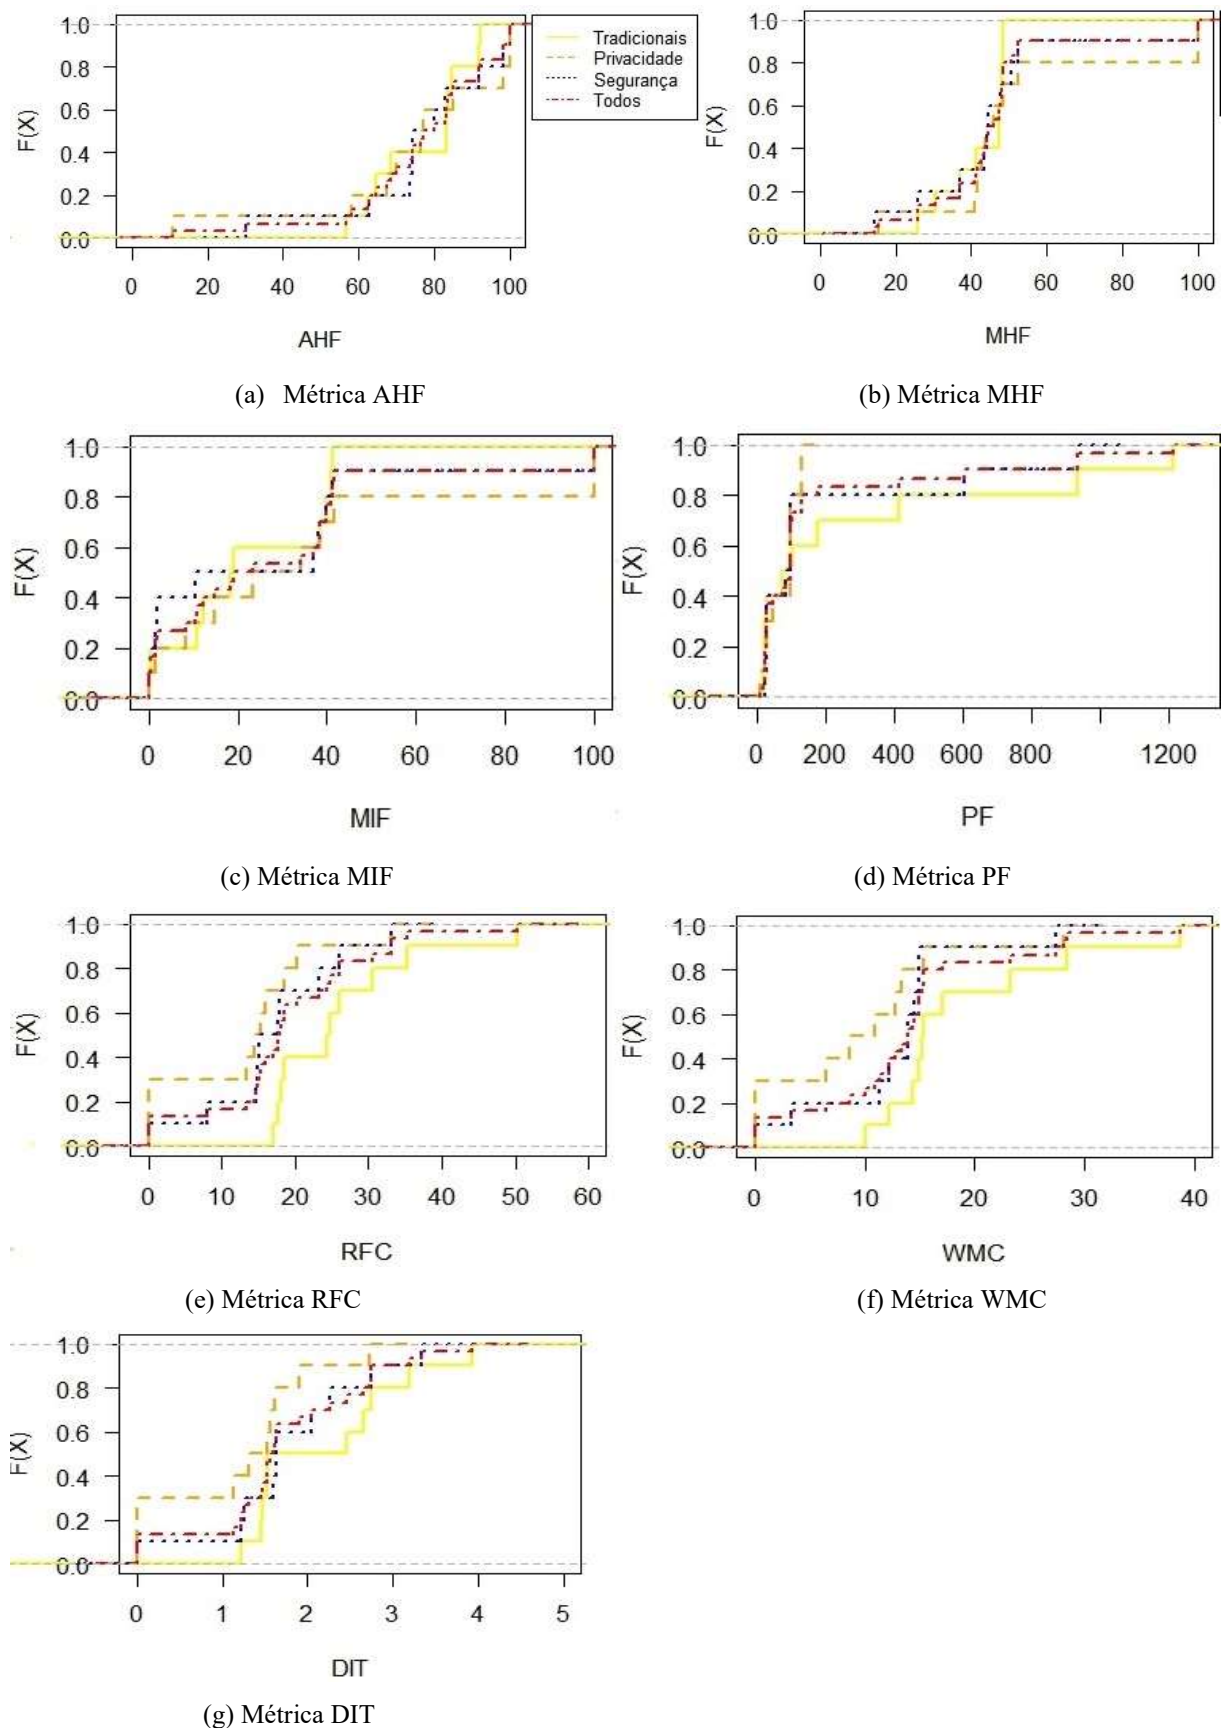 1.0
0.8
0.6
0.4
0.2
0.0
F(X)
0 20 40 60 80 100
AHF
Tradicionais
Privacidade
Segurança
Todos
1.0
0.8
0.6
0.4
0.2
0.0
F(X)
0 20 40 60 80 100
MHF
(a) Métrica AHF
(b) Métrica MHF
1.0
0.8
0.6
0.4
0.2
0.0
F(X)
0 20 40 60 80 100
MIF
1.0
0.8
0.6
0.4
0.2
0.0
F(X)
0 200 400 600 800 1200
PF
(c) Métrica MIF
(d) Métrica PF
1.0
0.8
0.6
0.4
0.2
0.0
F(X)
0 10 20 30 40 50 60
RFC
1.0
0.8
0.6
0.4
0.2
0.0
F(X)
0 10 20 30 40
WMC
(e) Métrica RFC
(f) Métrica WMC
1.0
0.8
0.6
0.4
0.2
0.0
F(X)
0 1 2 3 4 5
DIT
(g) Métrica DIT